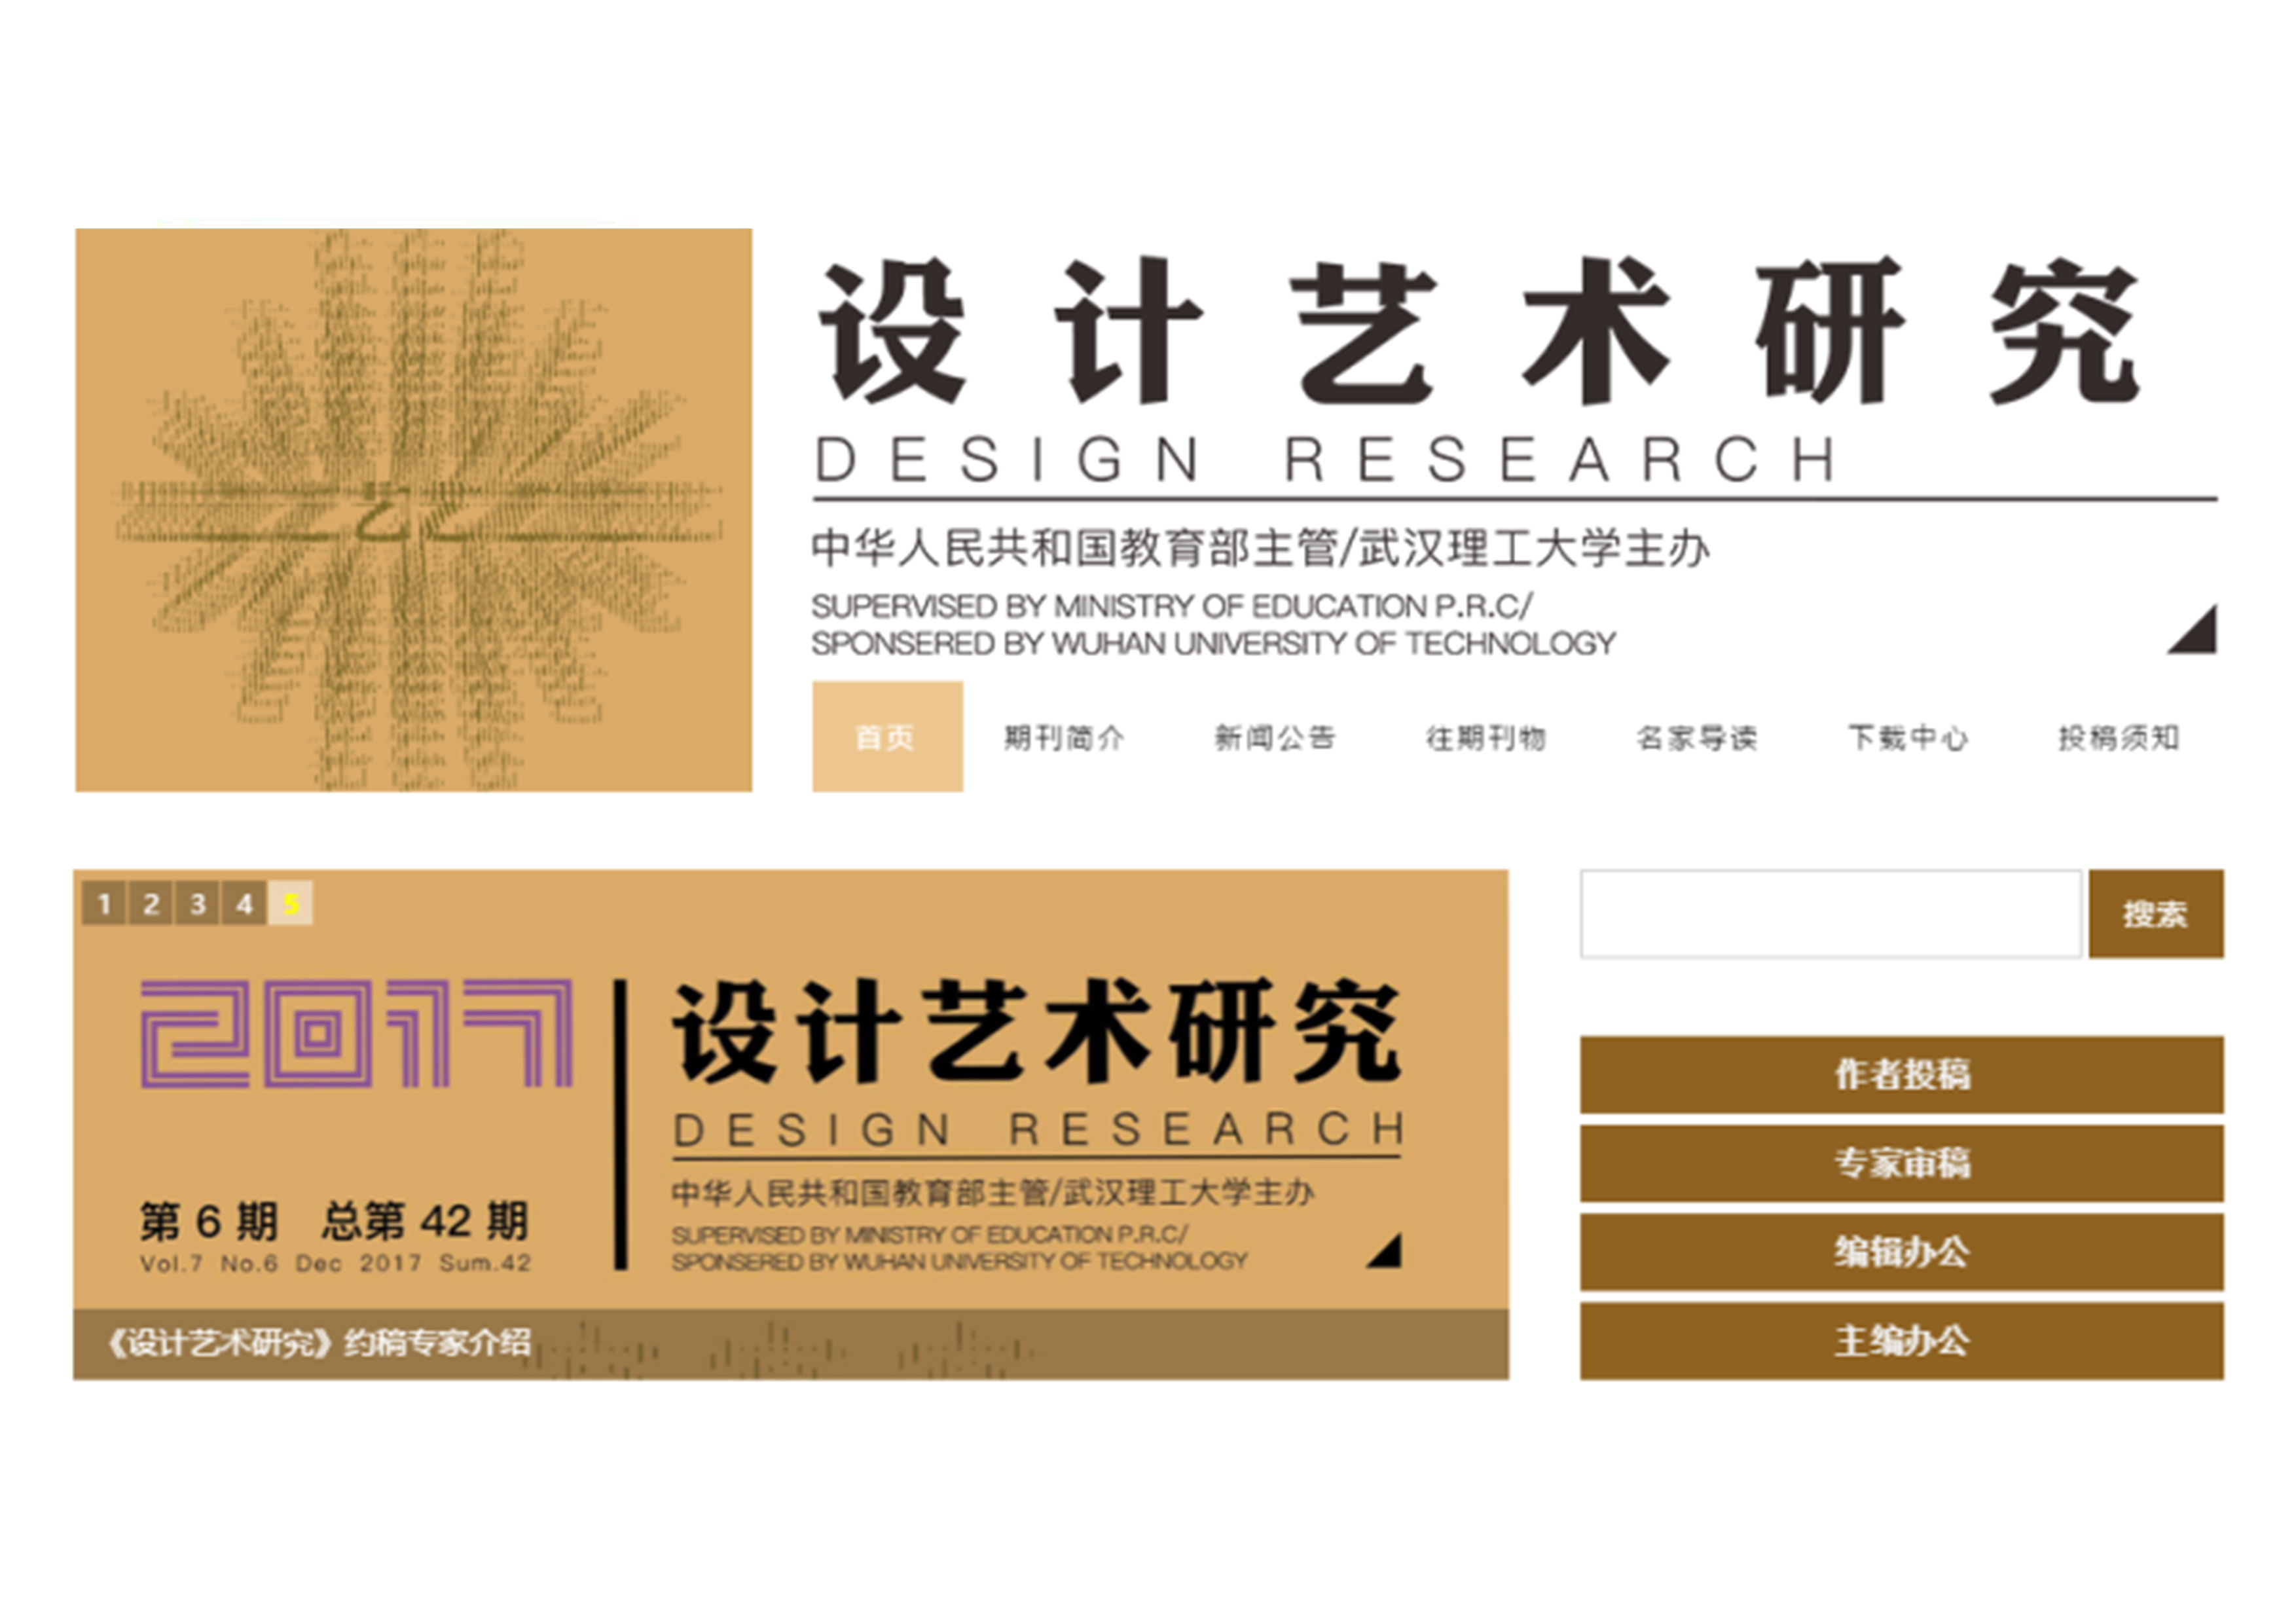 设计艺术研究
DESIGN RESEARCH
中华人民共和国教育部主管/武汉理工大学主办
SUPERVISED BY MINISTRY OF EDUCATION P.R.C/
SPONSERED BY WUHAN UNIVERSITY OF TECHNOLOGY
首页 期刊简介 新闻公告 往期刊物 名家导读 下载中心 投稿须知
1 2 3 4 5
2017
第 6 期 总第 42 期
Vol.7 No.6 Dec 2017 Sum.42
设计艺术研究
DESIGN RESEARCH
中华人民共和国教育部主管/武汉理工大学主办
SUPERVISED BY MINISTRY OF EDUCATION P.R.C/
SPONSERED BY WUHAN UNIVERSITY OF TECHNOLOGY
《设计艺术研究》约稿专家介绍
搜索
作者投稿
专家审稿
编辑办公
主编办公